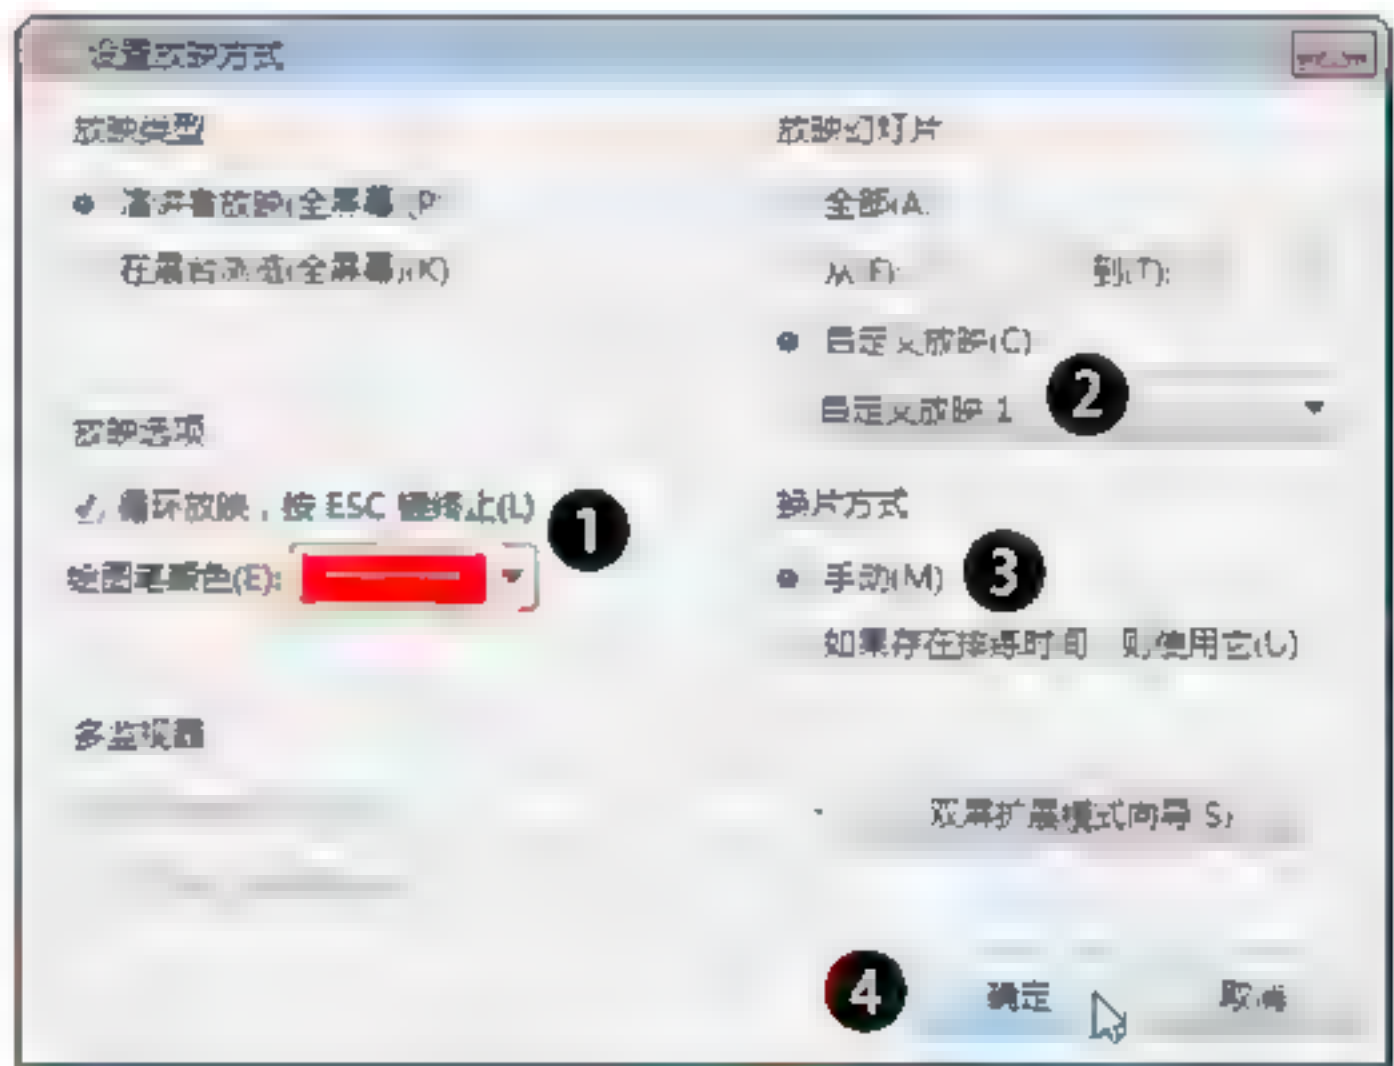 设置放映方式
放映类型
演讲者放映(全屏幕)(P)
在展台浏览(全屏幕)(K)
放映选项
循环放映，按 ESC 键终止(L)
1
绘图笔颜色(E):
多监视器
放映幻灯片
全部(A)
从(F): 到(T):
自定义放映(C)
2
自定义放映 1
换片方式
手动(M)
3
如果存在排练时间，则使用它(U)
双屏扩展模式向导(S)
4
确定
取消